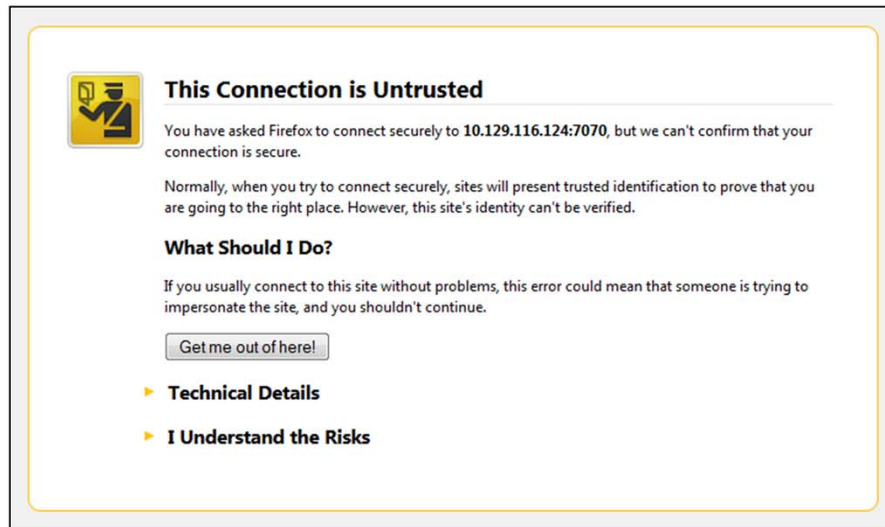 This Connection is Untrusted
You have asked Firefox to connect securely to 10.129.116.124:7070, but we can't confirm that your
connection is secure.
Normally, when you try to connect securely, sites will present trusted identification to prove that you
are going to the right place. However, this site's identity can't be verified.
What Should I Do?
If you usually connect to this site without problems, this error could mean that someone is trying to
impersonate the site, and you shouldn't continue.
Get me out of here!
Technical Details
I Understand the Risks